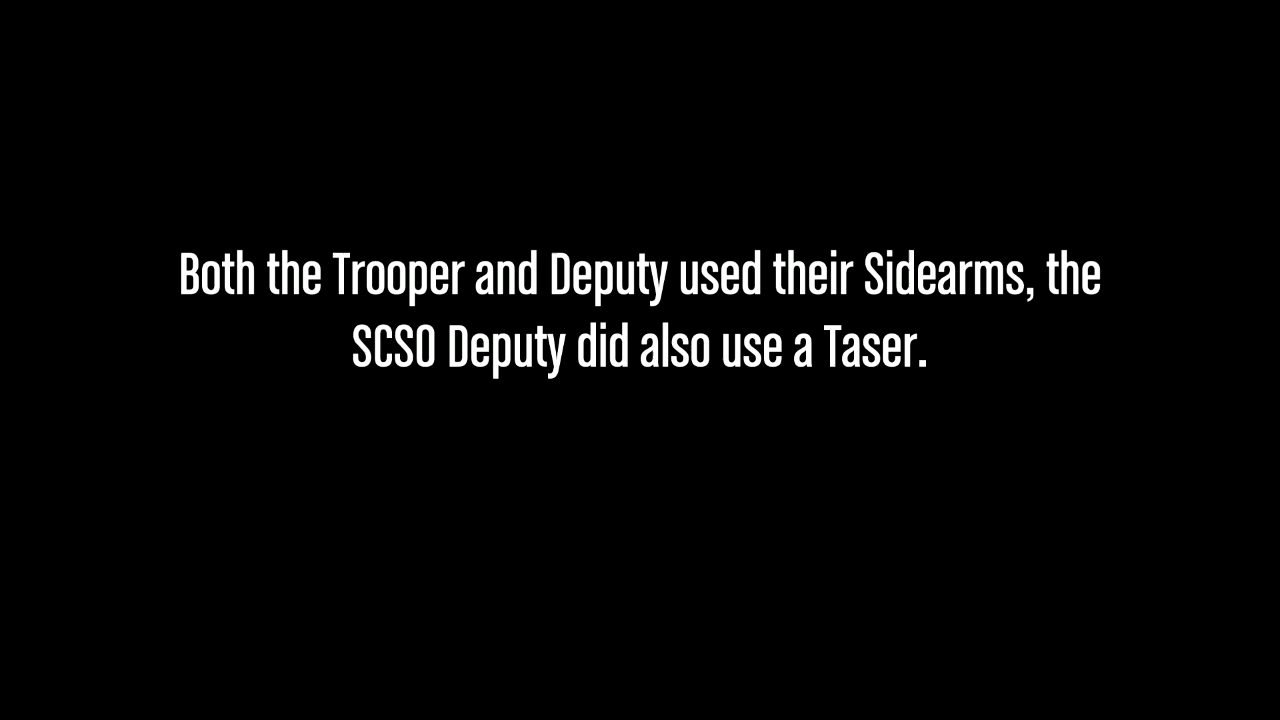 Both the Trooper and Deputy used their Sidearms, the
SCSO Deputy did also use a Taser.